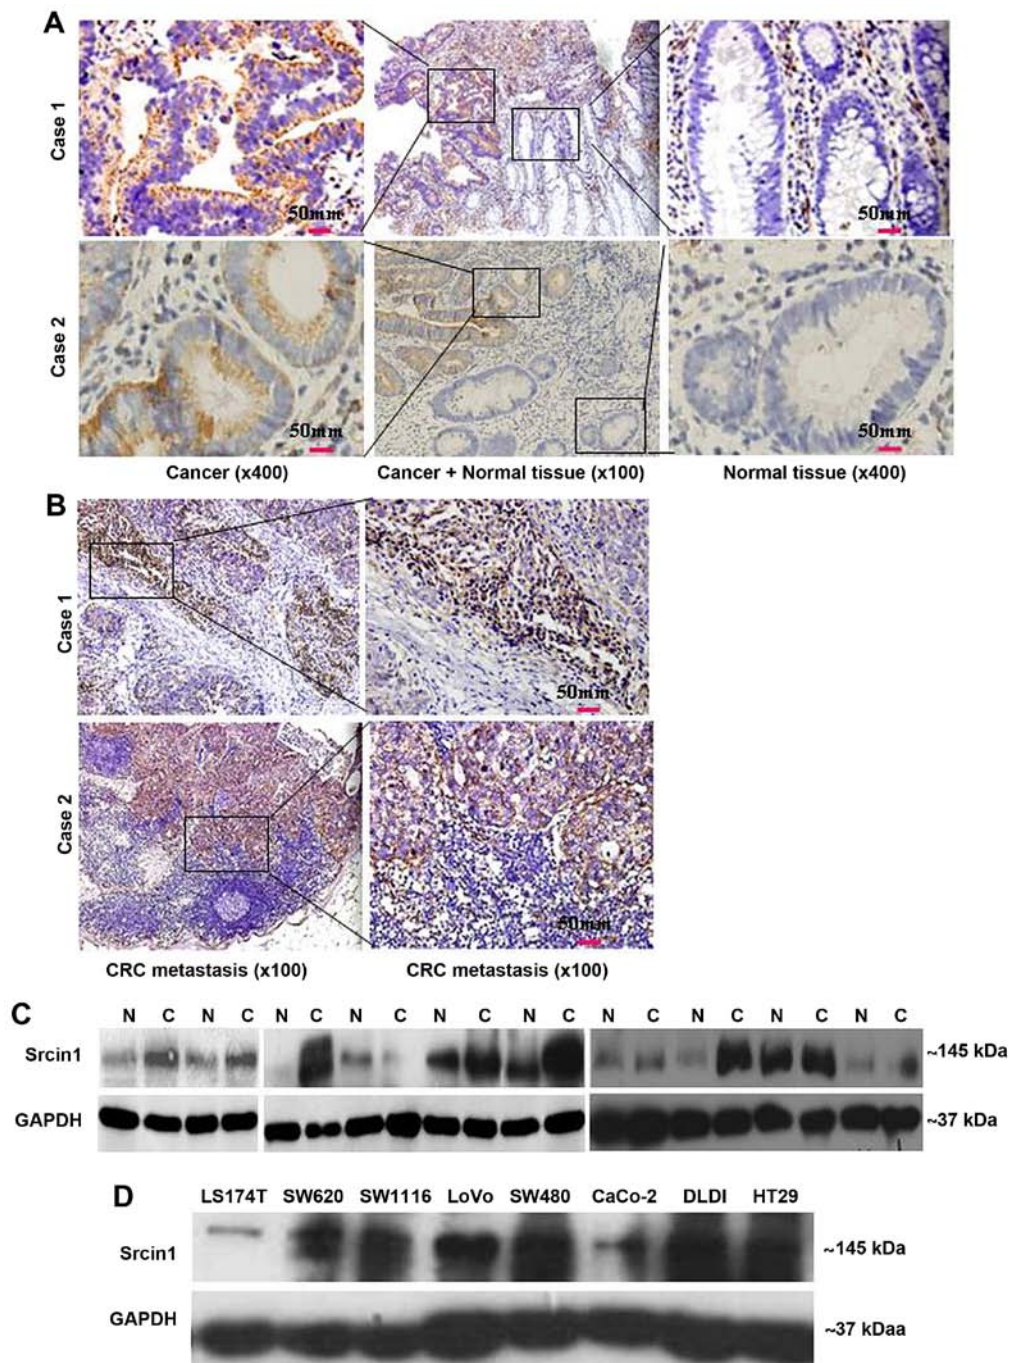 A
Case 1
50mm
50mm
Case 2
50mm
50mm
Cancer (x400)
Cancer + Normal tissue (x100)
Normal tissue (x400)
B
Case 1
50mm
Case 2
50mm
CRC metastasis (x100)
CRC metastasis (x100)
C
N C N C N C N C N C N C N C N C N C N C
Srcin1
~145 kDa
GAPDH
~37 kDa
D
LS174T SW620 SW1116 LoVo SW480 CaCo-2 DLDI HT29
Srcin1
~145 kDa
GAPDH
~37 kDaa